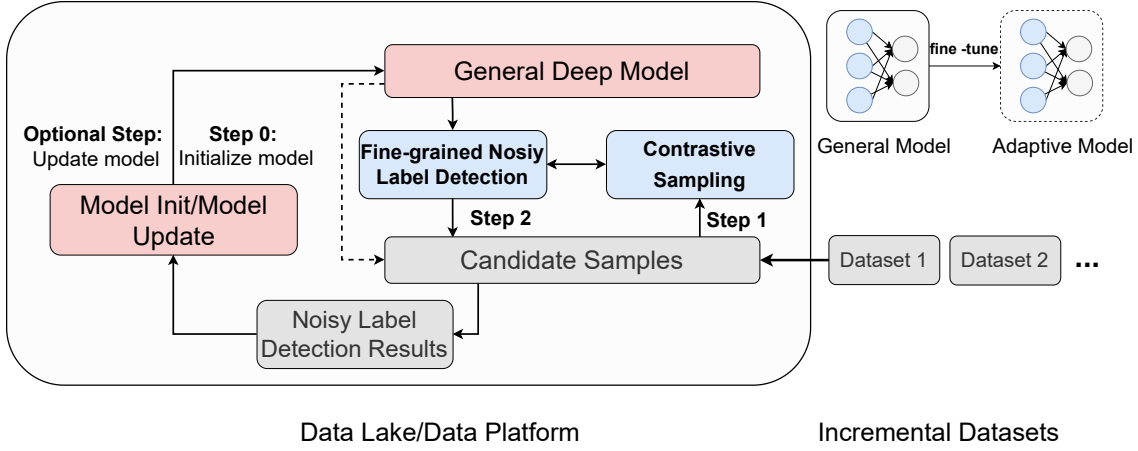 General Deep Model
fine -tune
General Model
Adaptive Model
Optional Step:
Update model
Step 0:
Initialize model
Fine-grained Nosiy
Label Detection
Contrastive
Sampling
Model Init/Model
Update
Step 2
Step 1
Candidate Samples
Dataset 1
Dataset 2
...
Noisy Label
Detection Results
Data Lake/Data Platform
Incremental Datasets